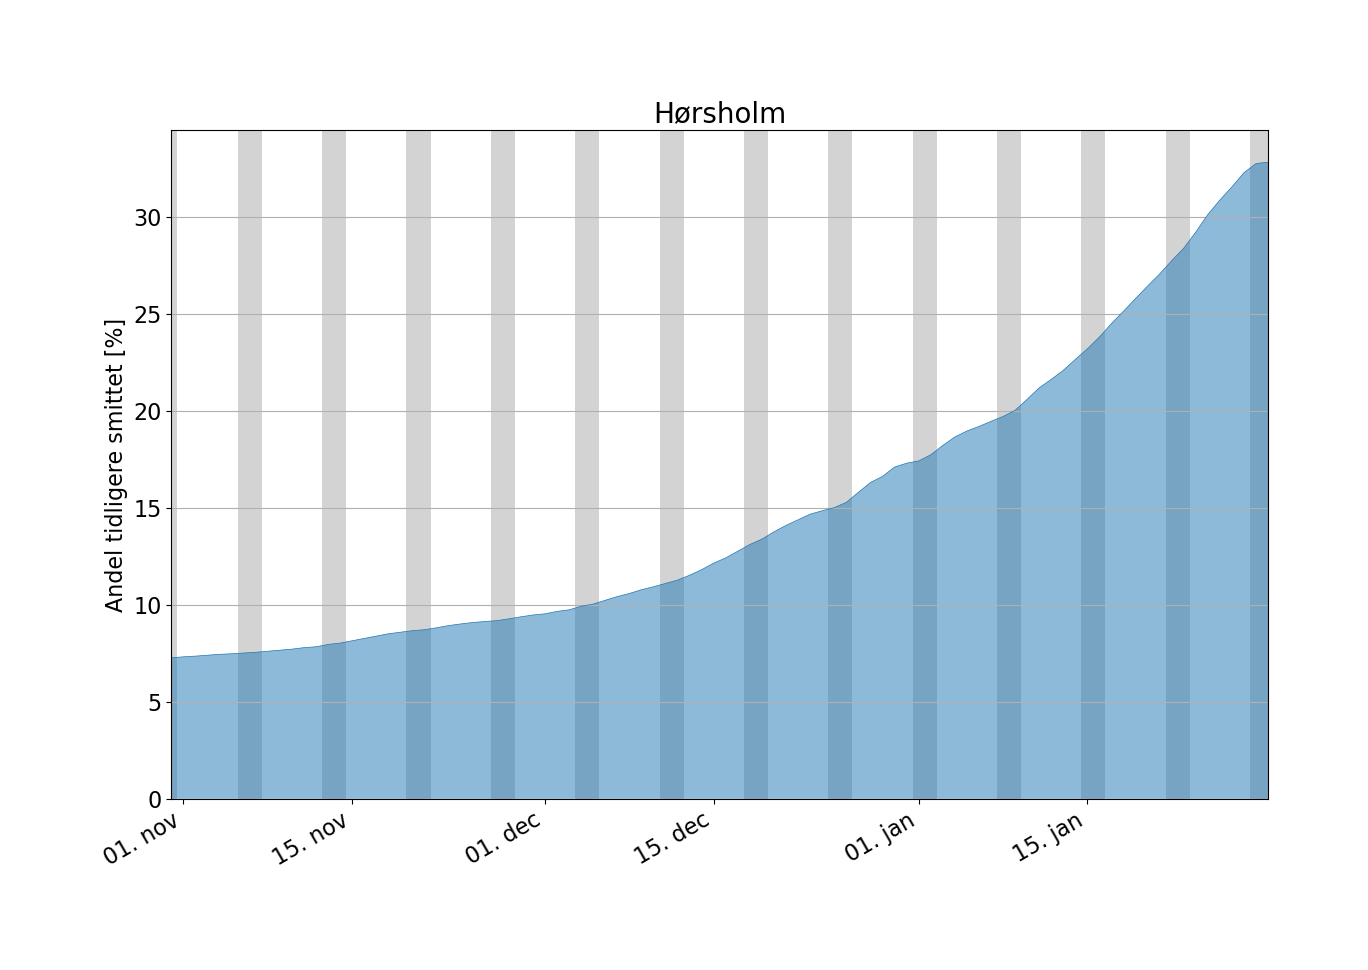 Hørsholm
Andel tidligere smittet [%]
30
25
20
15
10
5
0
01. nov
15. nov
01. dec
15. dec
01. jan
15. jan